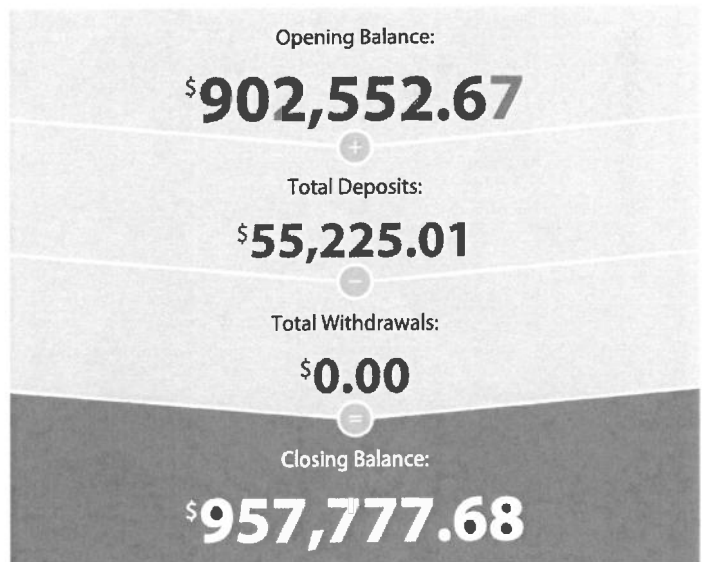 Opening Balance:
$902,552.67
+
Total Deposits:
$55,225.01
−
Total Withdrawals:
$0.00
=
Closing Balance:
$957,777.68